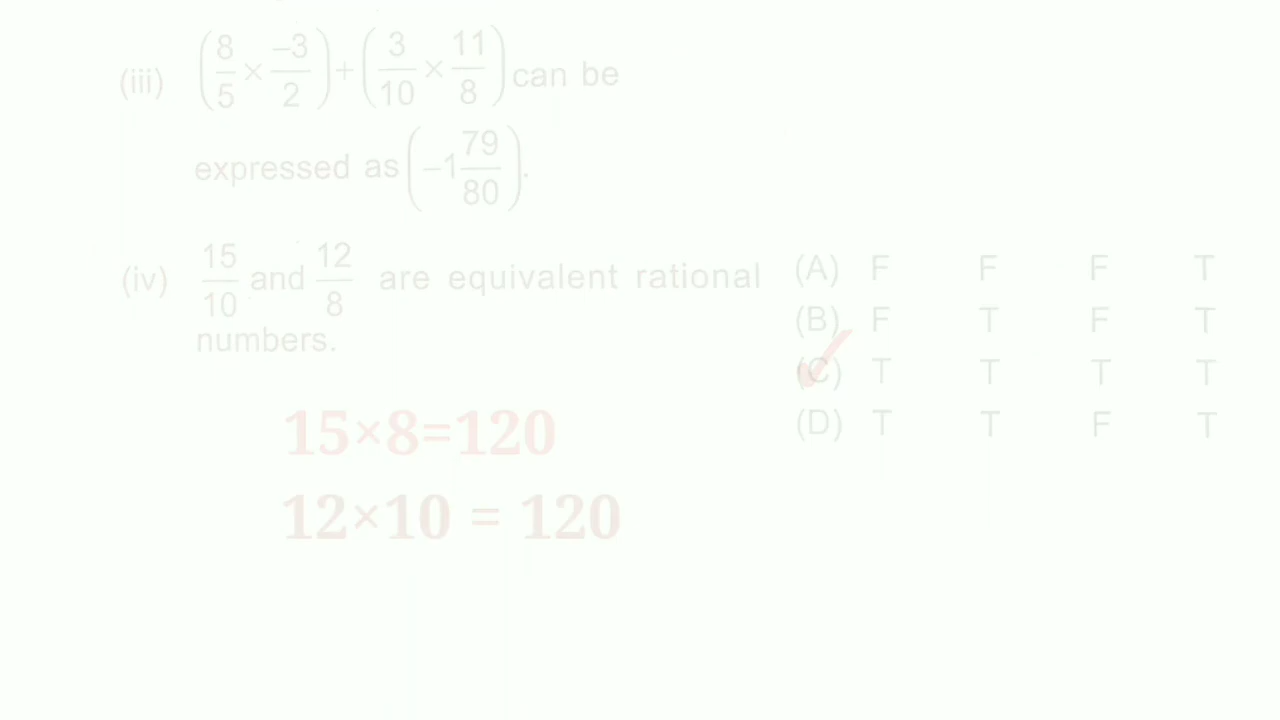 (iii) (8/5 × –3/2) + (3/10 × 11/8) can be
expressed as (–1 79/80).
(iv) 15/10 and 12/8 are equivalent rational
numbers.
(A) F F F T
(B) F T F T
(C) T T T T
(D) T T F T
15×8=120
12×10 = 120